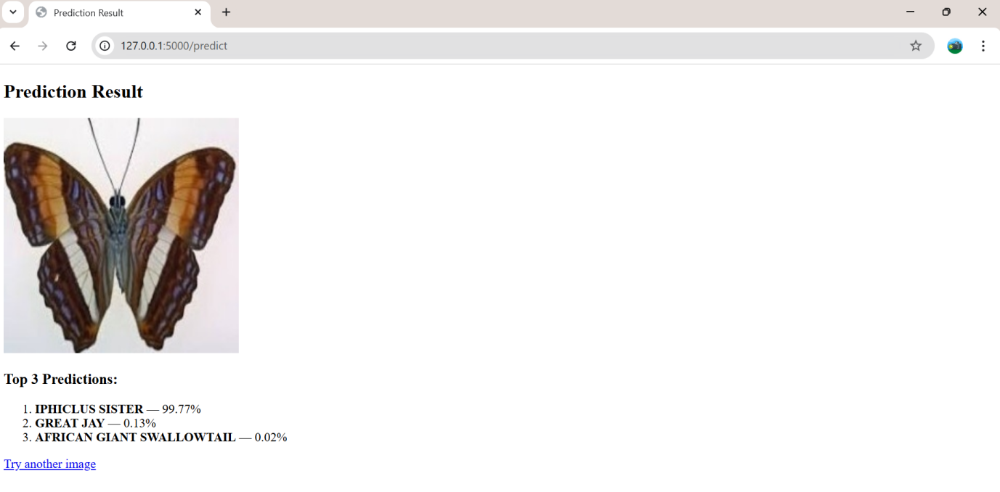 Prediction Result
127.0.0.1:5000/predict
Prediction Result
Top 3 Predictions:
1. IPHICLUS SISTER — 99.77%
2. GREAT JAY — 0.13%
3. AFRICAN GIANT SWALLOWTAIL — 0.02%
Try another image